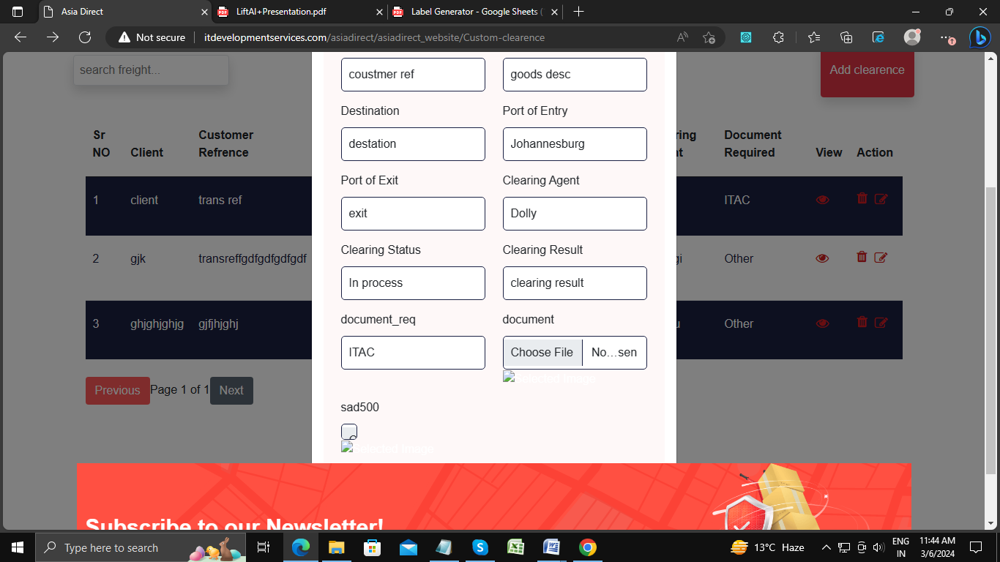 Asia Direct
LiftAI+Presentation.pdf
Label Generator - Google Sheets (
Not secure
itdevelopmentservices.com/asiadirect/asiadirect_website/Custom-clearence
search freight...
coustmer ref
goods desc
Add clearence
Destination
Port of Entry
destation
Johannesburg
Sr NO
Client
Customer Refrence
ring
Document Required
View
Action
Port of Exit
Clearing Agent
exit
Dolly
1
client
trans ref
ITAC
Clearing Status
Clearing Result
In process
clearing result
2
gjk
transreffgdfgdfgdfgdf
gi
Other
document_req
document
ITAC
Choose File
No...sen
3
ghjghjghjg
gjfjhjghj
u
Other
Selected Image
Previous
Page 1 of 1
Next
sad500
Selected Image
Subscribe to our Newsletter!
Type here to search
13°C Haze
ENG
IN
11:44 AM
3/6/2024